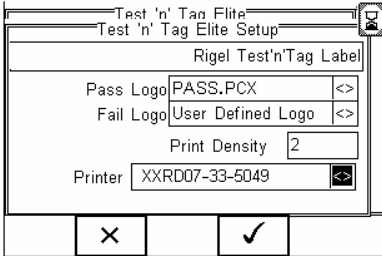 Test 'n' Tag Elite
Test 'n' Tag Elite Setup
Rigel Test'n'Tag Label
Pass Logo PASS.PCX <>
Fail Logo User Defined Logo <>
Print Density 2
Printer XXRD07-33-5049 <>